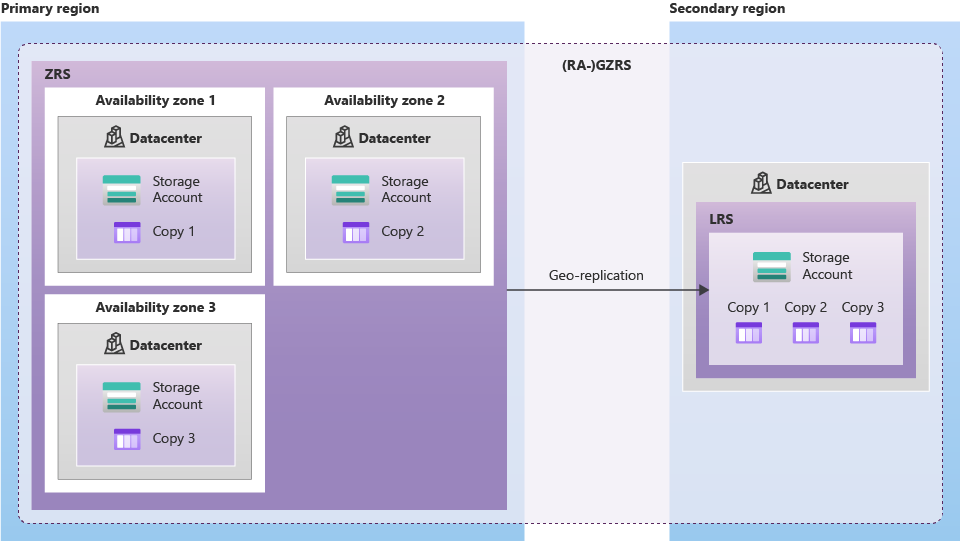 Primary region
Secondary region
(RA-)GZRS
ZRS
Availability zone 1
Datacenter
Storage
Account
Copy 1
Availability zone 2
Datacenter
Storage
Account
Copy 2
Availability zone 3
Datacenter
Storage
Account
Copy 3
Geo-replication
Datacenter
LRS
Storage
Account
Copy 1 Copy 2 Copy 3